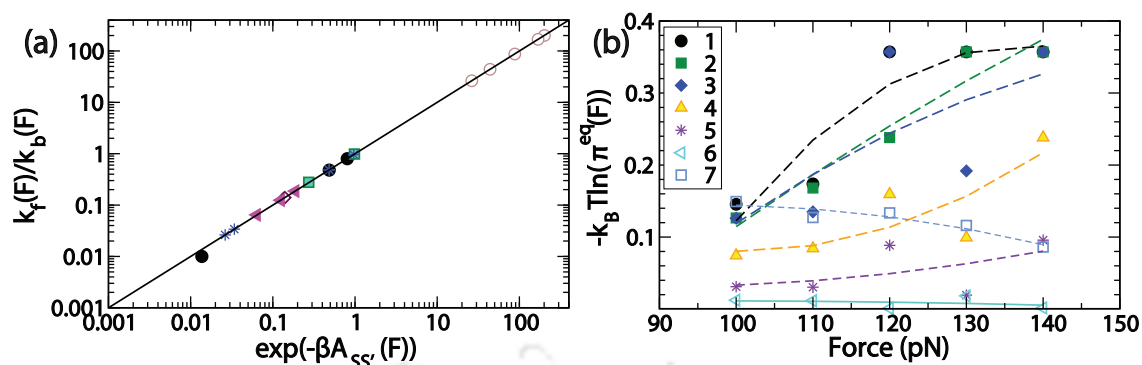 (a)
100
10
1
0.1
0.01
0.001
k_f(F)/k_b(F)
0.001 0.01 0.1 1 10 100
exp(-βA_SS'(F))
(b)
0.4
0.3
0.2
0.1
-k_B Tln(π^eq(F))
1
2
3
4
5
6
7
90 100 110 120 130 140 150
Force (pN)